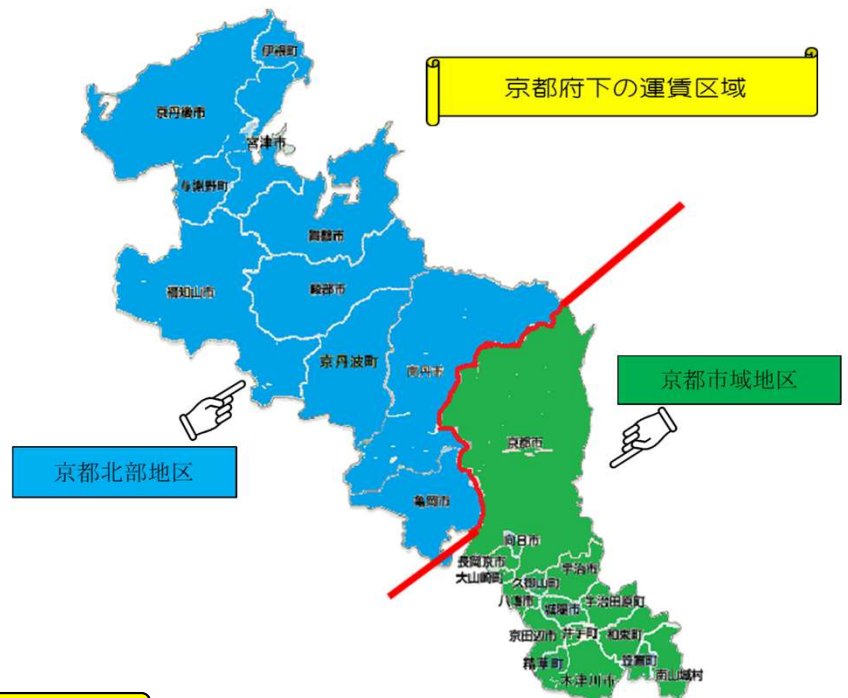 京都府下の運賃区域
伊根町
京丹後市
宮津市
与謝野町
舞鶴市
福知山市
綾部市
京丹波町
南丹市
京都市域地区
京都市
京都北部地区
亀岡市
向日市
長岡京市
宇治市
大山崎町
久御山町
八幡市
城陽市
宇治田原町
京田辺市
井手町
和束町
精華町
笠置町
木津川市
南山城村